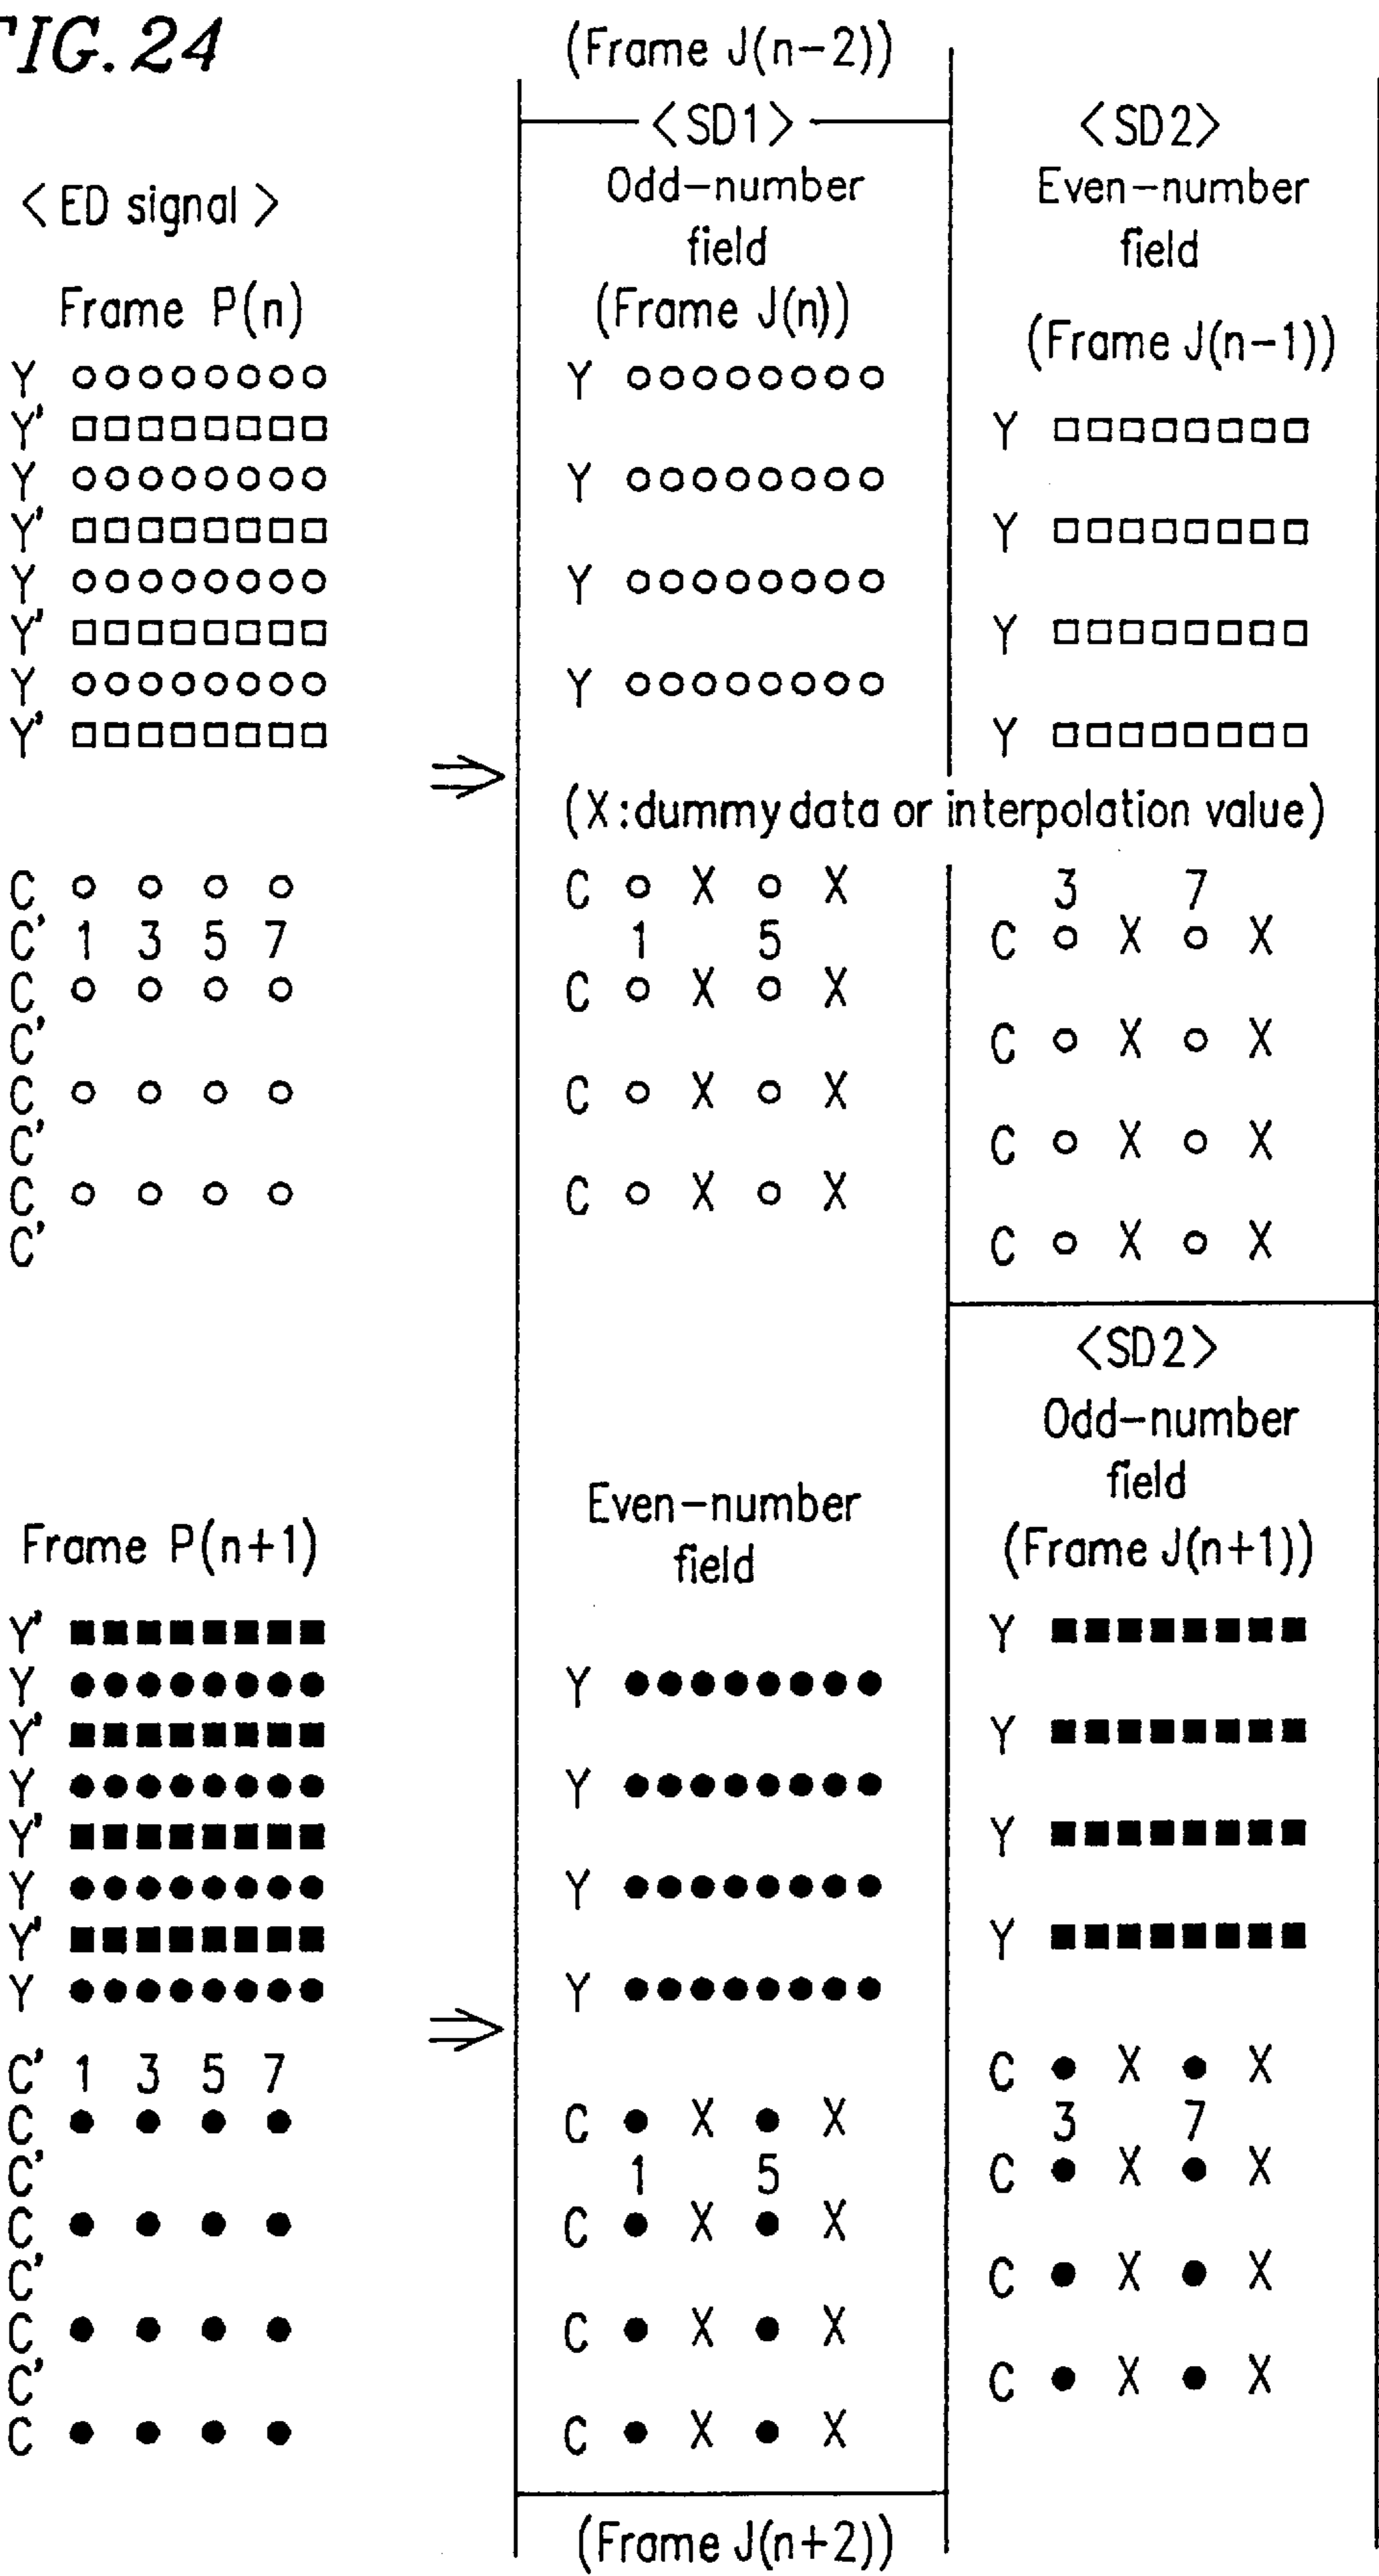 FIG. 24
(Frame J(n-2))
<SD1>
<SD2>
<ED signal>
Odd-number
field
Even-number
field
Frame P(n)
(Frame J(n))
(Frame J(n-1))
Y
Y'
Y
Y'
Y
Y'
Y
Y'
Y
Y
Y
Y
Y
Y
Y
Y
(X:dummy data or interpolation value)
C
C' 1 3 5 7
C
C'
C
C'
C
C'
C X X
1 5
C X X
C X X
C X X
3 7
C X X
C X X
C X X
C X X
<SD2>
Odd-number
field
(Frame J(n+1))
Frame P(n+1)
Even-number
field
Y'
Y
Y'
Y
Y'
Y
Y'
Y
Y
Y
Y
Y
Y
Y
Y
Y
C' 1 3 5 7
C
C'
C
C'
C
C'
C
C X X
1 5
C X X
C X X
C X X
C X X
3 7
C X X
C X X
C X X
(Frame J(n+2))